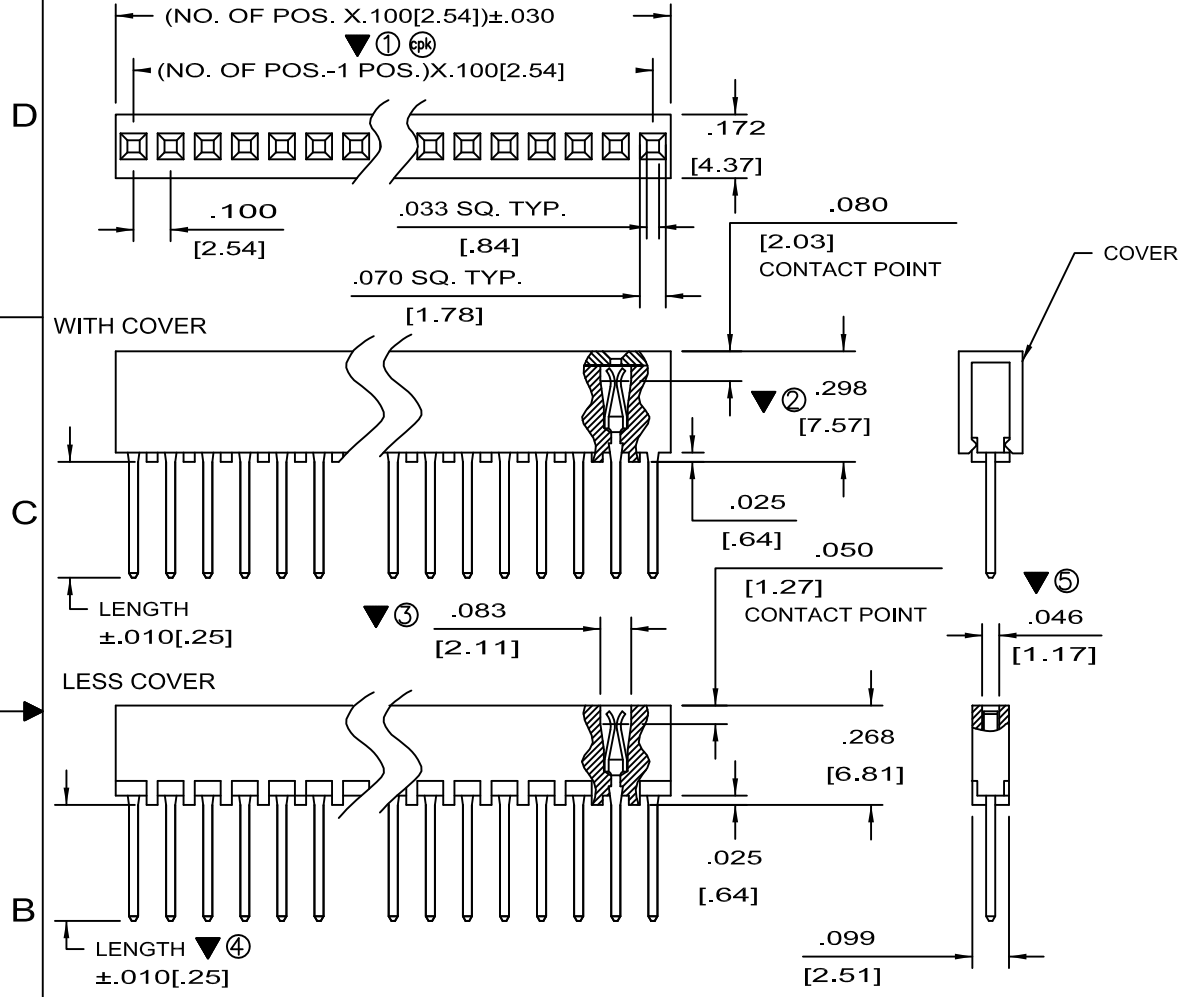 (NO. OF POS. X.100[2.54])±.030
▼ ① cpk
(NO. OF POS.-1 POS.)X.100[2.54]
D
.172
[4.37]
.100
[2.54]
.033 SQ. TYP.
[.84]
.080
[2.03]
CONTACT POINT
COVER
.070 SQ. TYP.
[1.78]
WITH COVER
▼ ② .298
[7.57]
C
.025
[.64]
.050
[1.27]
CONTACT POINT
▼ ⑤
.046
[1.17]
LENGTH
±.010[.25]
▼ ③ .083
[2.11]
LESS COVER
.268
[6.81]
.025
[.64]
B
LENGTH ▼ ④
±.010[.25]
.099
[2.51]